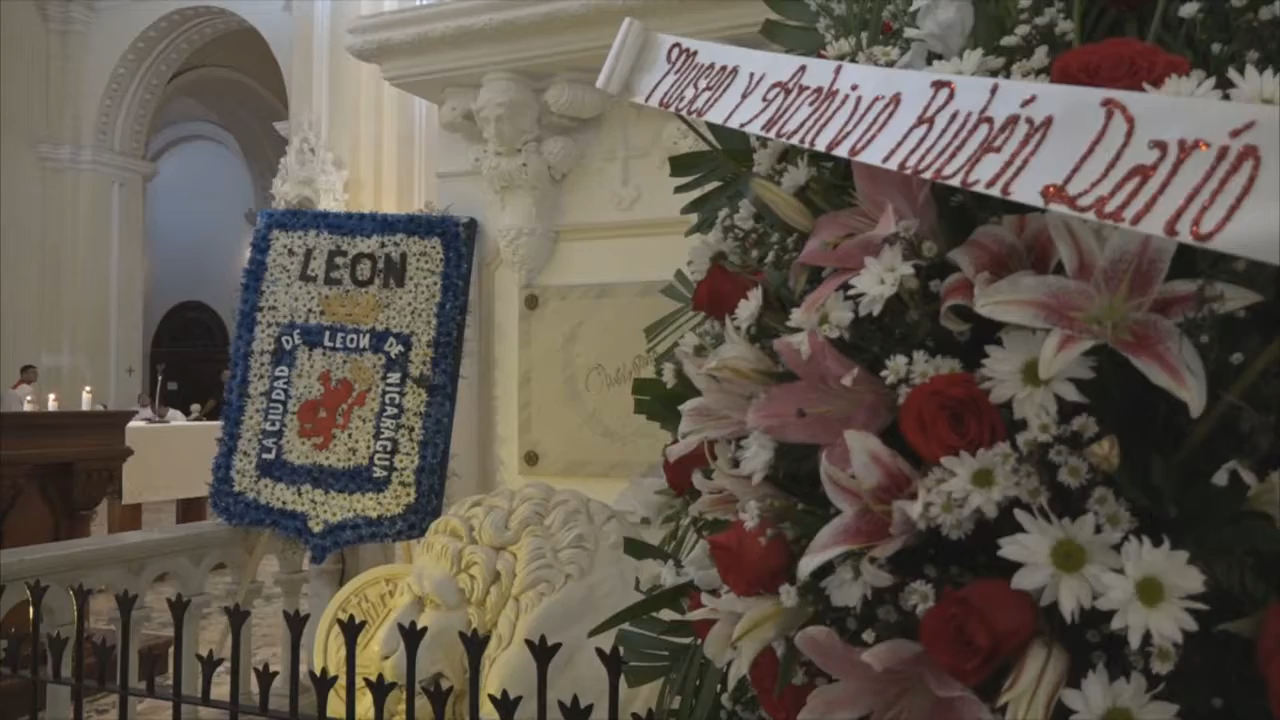 Museo y Archivo Rubén Darío
LEON
DE LEON DE
LA CIUDAD
NICARAGUA